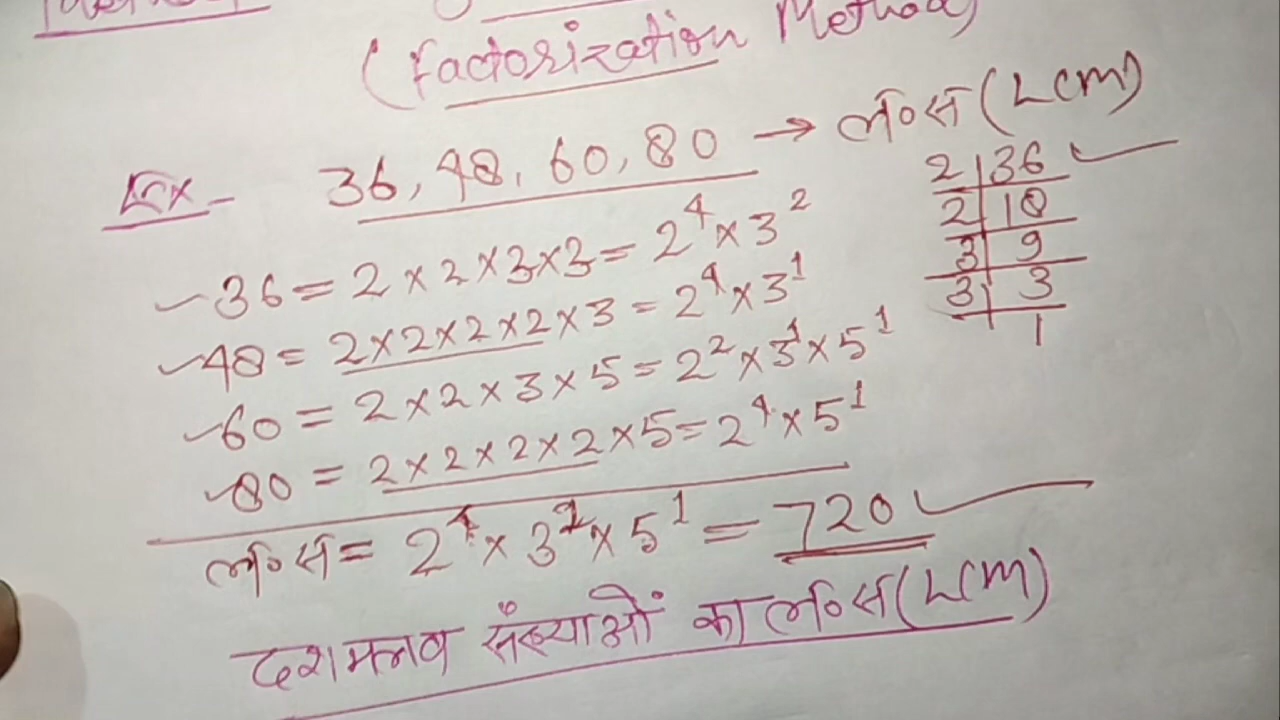 (Factorization Method)
Ex- 36, 48, 60, 80 → ल०स (LCM)
36 = 2 × 2 × 3 × 3 = 2⁴ × 3²
48 = 2 × 2 × 2 × 2 × 3 = 2⁴ × 3¹
60 = 2 × 2 × 3 × 5 = 2² × 3¹ × 5¹
80 = 2 × 2 × 2 × 2 × 5 = 2⁴ × 5¹
ल०स = 2⁴ × 3² × 5¹ = 720
2 | 36
2 | 18
3 | 9
3 | 3
1
दशमलव संख्याओं का ल०स (LCM)